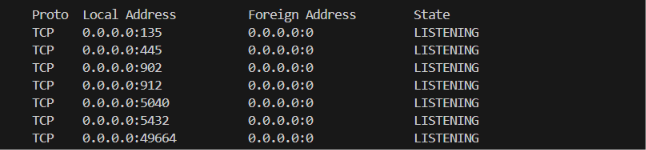 Proto  Local Address          Foreign Address        State
TCP    0.0.0.0:135            0.0.0.0:0              LISTENING
TCP    0.0.0.0:445            0.0.0.0:0              LISTENING
TCP    0.0.0.0:902            0.0.0.0:0              LISTENING
TCP    0.0.0.0:912            0.0.0.0:0              LISTENING
TCP    0.0.0.0:5040           0.0.0.0:0              LISTENING
TCP    0.0.0.0:5432           0.0.0.0:0              LISTENING
TCP    0.0.0.0:49664          0.0.0.0:0              LISTENING